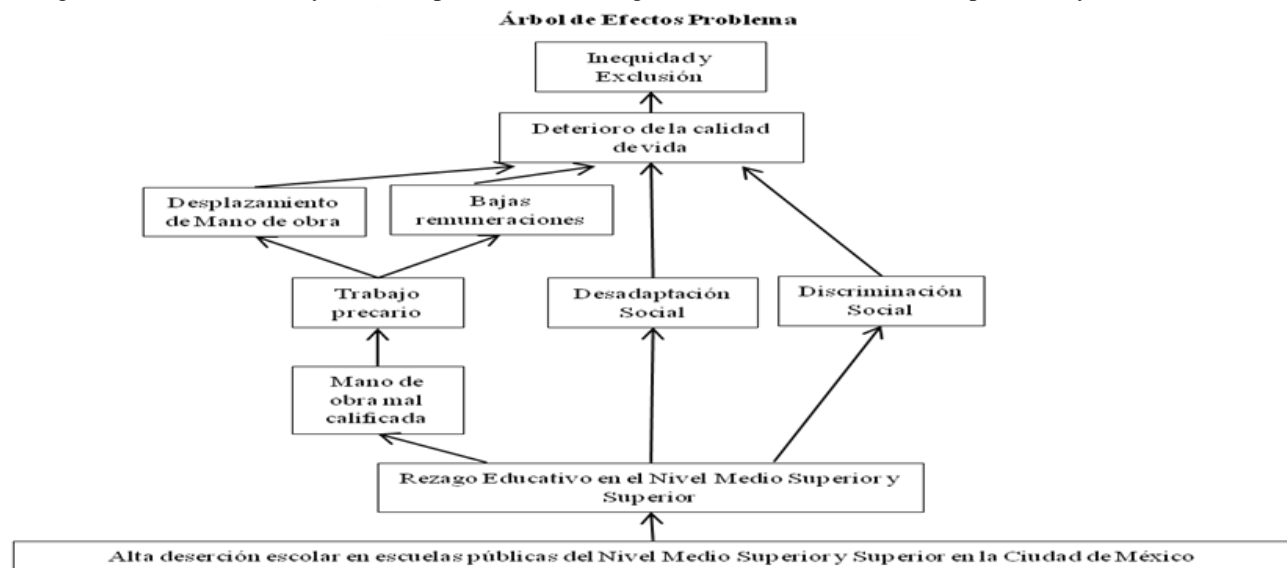 Árbol de Efectos Problema
Inequidad y
Exclusión
Deterioro de la calidad
de vida
Desplazamiento
de Mano de obra
Bajas
remuneraciones
Trabajo
precario
Desadaptación
Social
Discriminación
Social
Mano de
obra mal
calificada
Rezago Educativo en el Nivel Medio Superior y
Superior
Alta deserción escolar en escuelas públicas del Nivel Medio Superior y Superior en la Ciudad de México